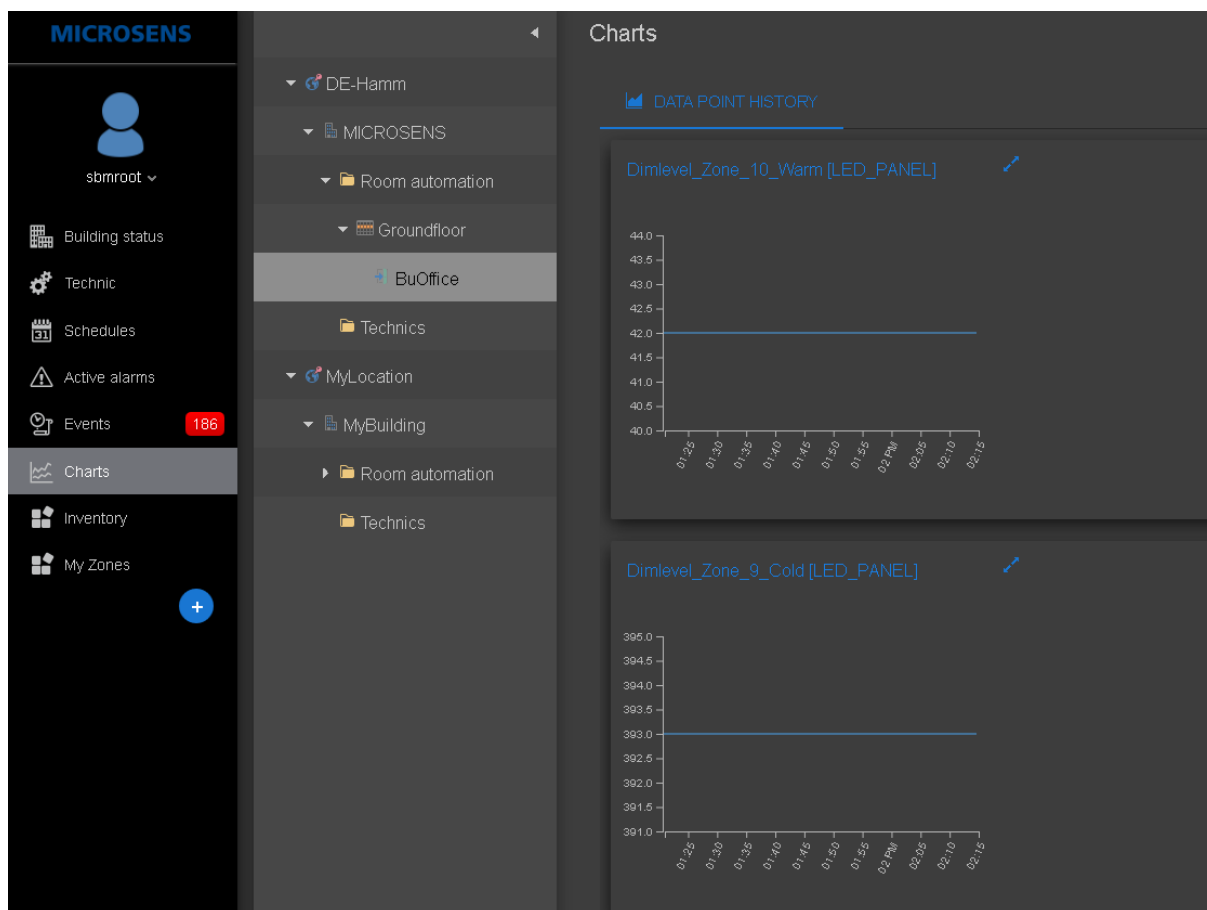 MICROSENS
sbmroot
Building status
Technic
31
Schedules
Active alarms
Events
186
Charts
Inventory
My Zones
+
DE-Hamm
MICROSENS
Room automation
Groundfloor
BuOffice
Technics
MyLocation
MyBuilding
Room automation
Technics
Charts
DATA POINT HISTORY
Dimlevel_Zone_10_Warm [LED_PANEL]
44.0
43.5
43.0
42.5
42.0
41.5
41.0
40.5
40.0
01:25
01:30
01:35
01:40
01:45
01:50
01:55
02 PM
02:05
02:10
02:15
Dimlevel_Zone_9_Cold [LED_PANEL]
395.0
394.5
394.0
393.5
393.0
392.5
392.0
391.5
391.0
01:25
01:30
01:35
01:40
01:45
01:50
01:55
02 PM
02:05
02:10
02:15